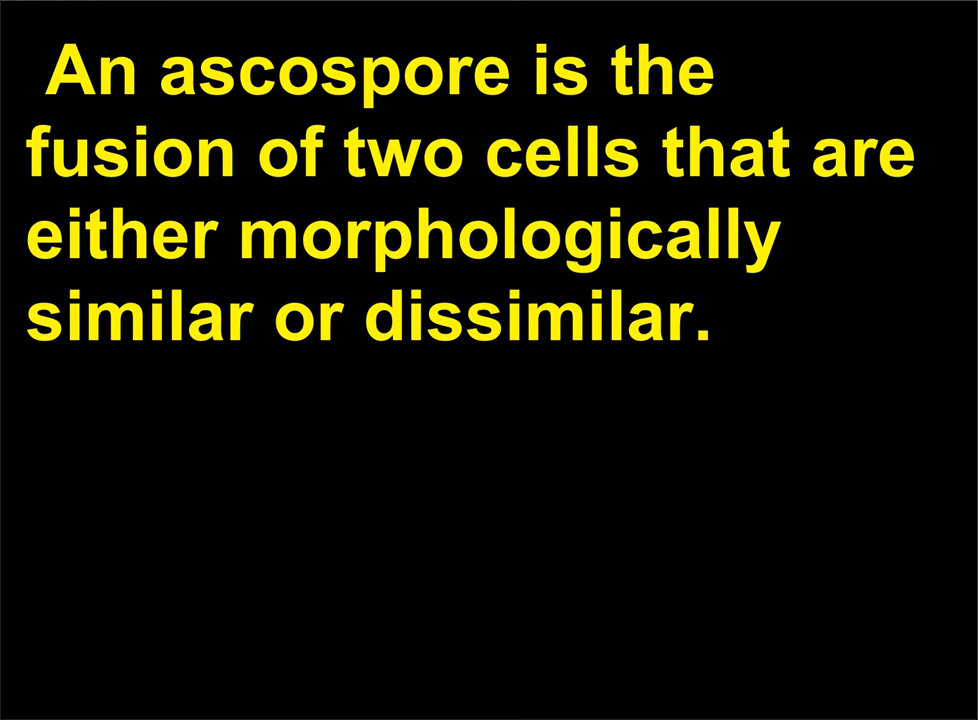 An ascospore is the
fusion of two cells that are
either morphologically
similar or dissimilar.